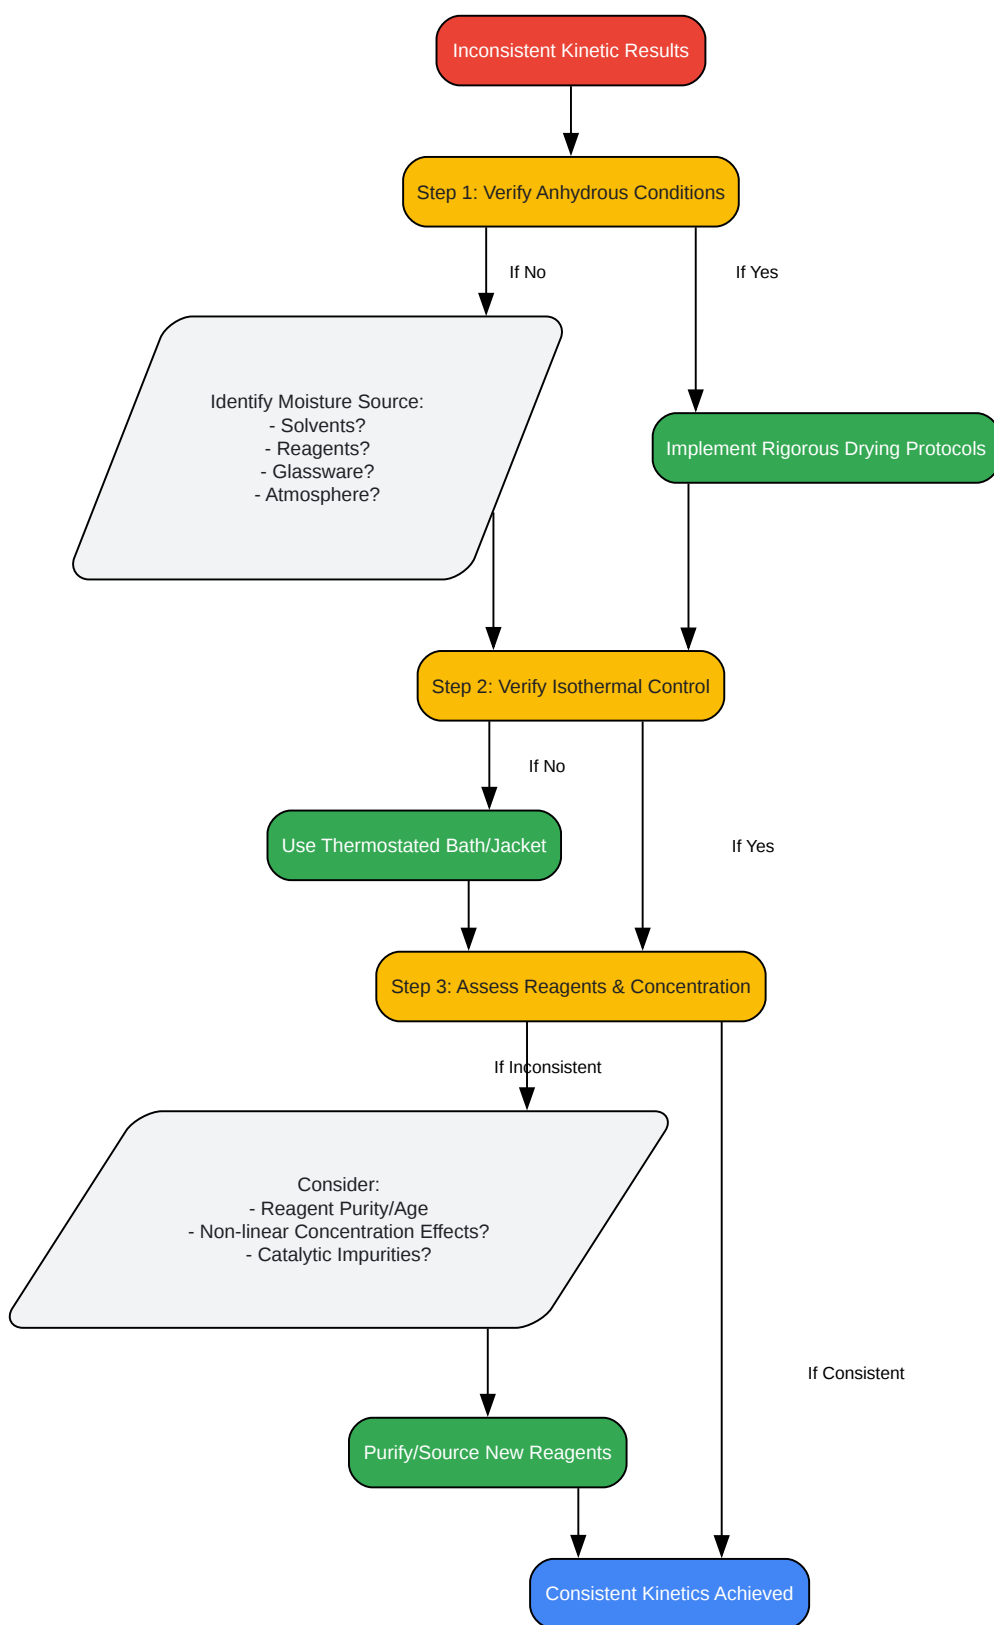 Inconsistent Kinetic Results
Step 1: Verify Anhydrous Conditions
If No
If Yes
Identify Moisture Source:
- Solvents?
- Reagents?
- Glassware?
- Atmosphere?
Implement Rigorous Drying Protocols
Step 2: Verify Isothermal Control
If No
Use Thermostated Bath/Jacket
If Yes
Step 3: Assess Reagents & Concentration
If Inconsistent
Consider:
- Reagent Purity/Age
- Non-linear Concentration Effects?
- Catalytic Impurities?
If Consistent
Purify/Source New Reagents
Consistent Kinetics Achieved